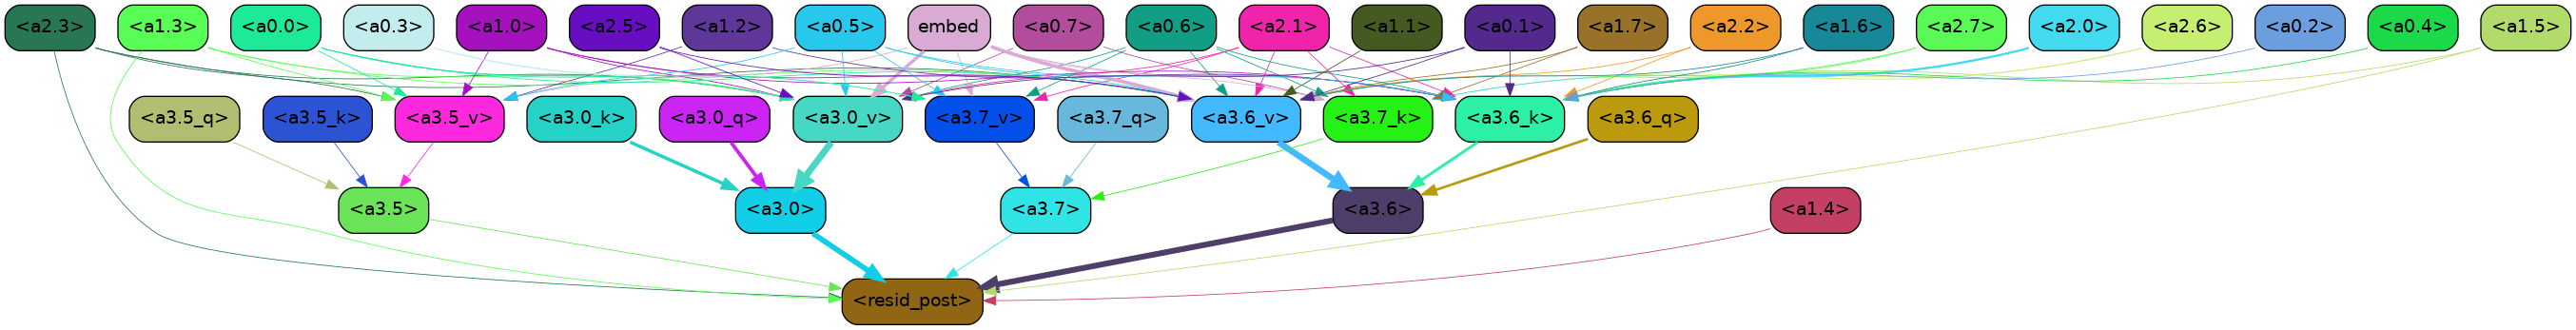 <a2.3> <a1.3> <a0.0> <a0.3> <a1.0> <a2.5> <a1.2> <a0.5> embed <a0.7> <a0.6> <a2.1> <a1.1> <a0.1> <a1.7> <a2.2> <a1.6> <a2.7> <a2.0> <a2.6> <a0.2> <a0.4> <a1.5>
<a3.5_q> <a3.5_k> <a3.5_v> <a3.0_k> <a3.0_q> <a3.0_v> <a3.7_v> <a3.7_q> <a3.6_v> <a3.7_k> <a3.6_k> <a3.6_q>
<a3.5> <a3.0> <a3.7> <a3.6> <a1.4>
<resid_post>